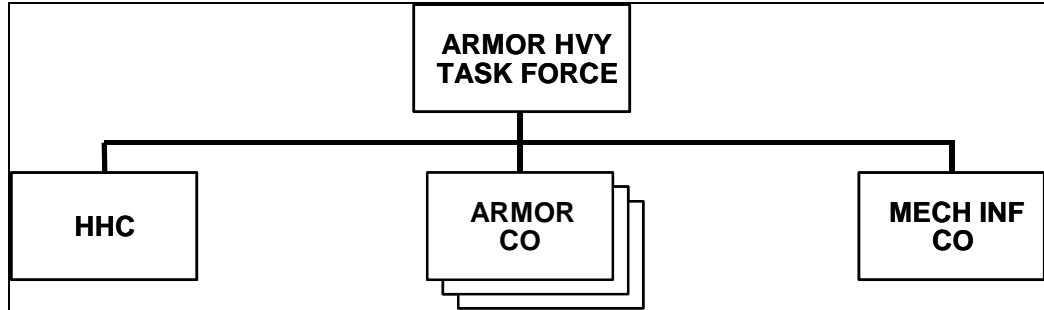 ARMOR HVY
TASK FORCE
HHC
ARMOR
CO
MECH INF
CO